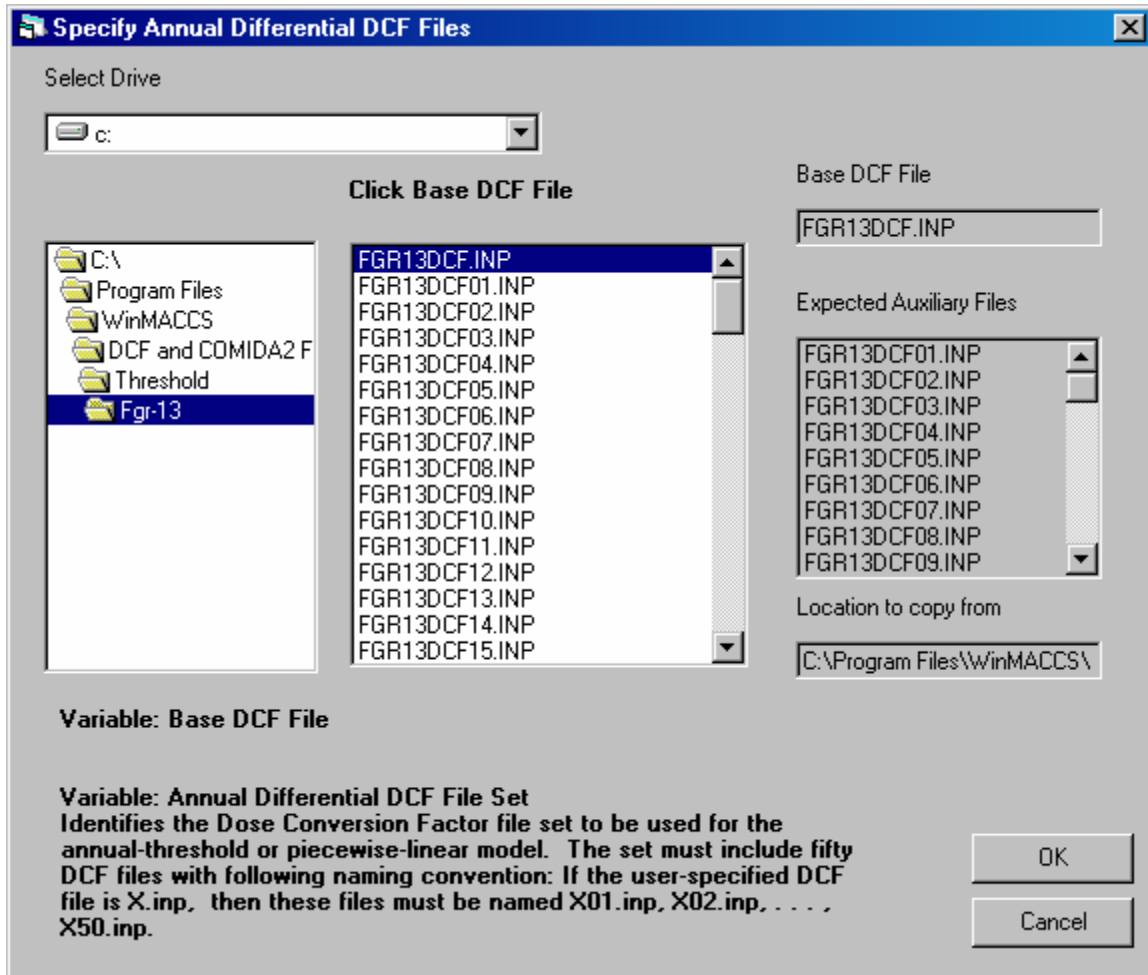 Specify Annual Differential DCF Files
Select Drive
c:
Click Base DCF File
C:\
Program Files
WinMACCS
DCF and COMIDA2 F
Threshold
Fgr-13
FGR13DCF.INP
FGR13DCF01.INP
FGR13DCF02.INP
FGR13DCF03.INP
FGR13DCF04.INP
FGR13DCF05.INP
FGR13DCF06.INP
FGR13DCF07.INP
FGR13DCF08.INP
FGR13DCF09.INP
FGR13DCF10.INP
FGR13DCF11.INP
FGR13DCF12.INP
FGR13DCF13.INP
FGR13DCF14.INP
FGR13DCF15.INP
Base DCF File
FGR13DCF.INP
Expected Auxiliary Files
FGR13DCF01.INP
FGR13DCF02.INP
FGR13DCF03.INP
FGR13DCF04.INP
FGR13DCF05.INP
FGR13DCF06.INP
FGR13DCF07.INP
FGR13DCF08.INP
FGR13DCF09.INP
Location to copy from
C:\Program Files\WinMACCS\
Variable: Base DCF File
Variable: Annual Differential DCF File Set
Identifies the Dose Conversion Factor file set to be used for the
annual-threshold or piecewise-linear model.  The set must include fifty
DCF files with following naming convention: If the user-specified DCF
file is X.inp,  then these files must be named X01.inp, X02.inp, . . . ,
X50.inp.
OK
Cancel